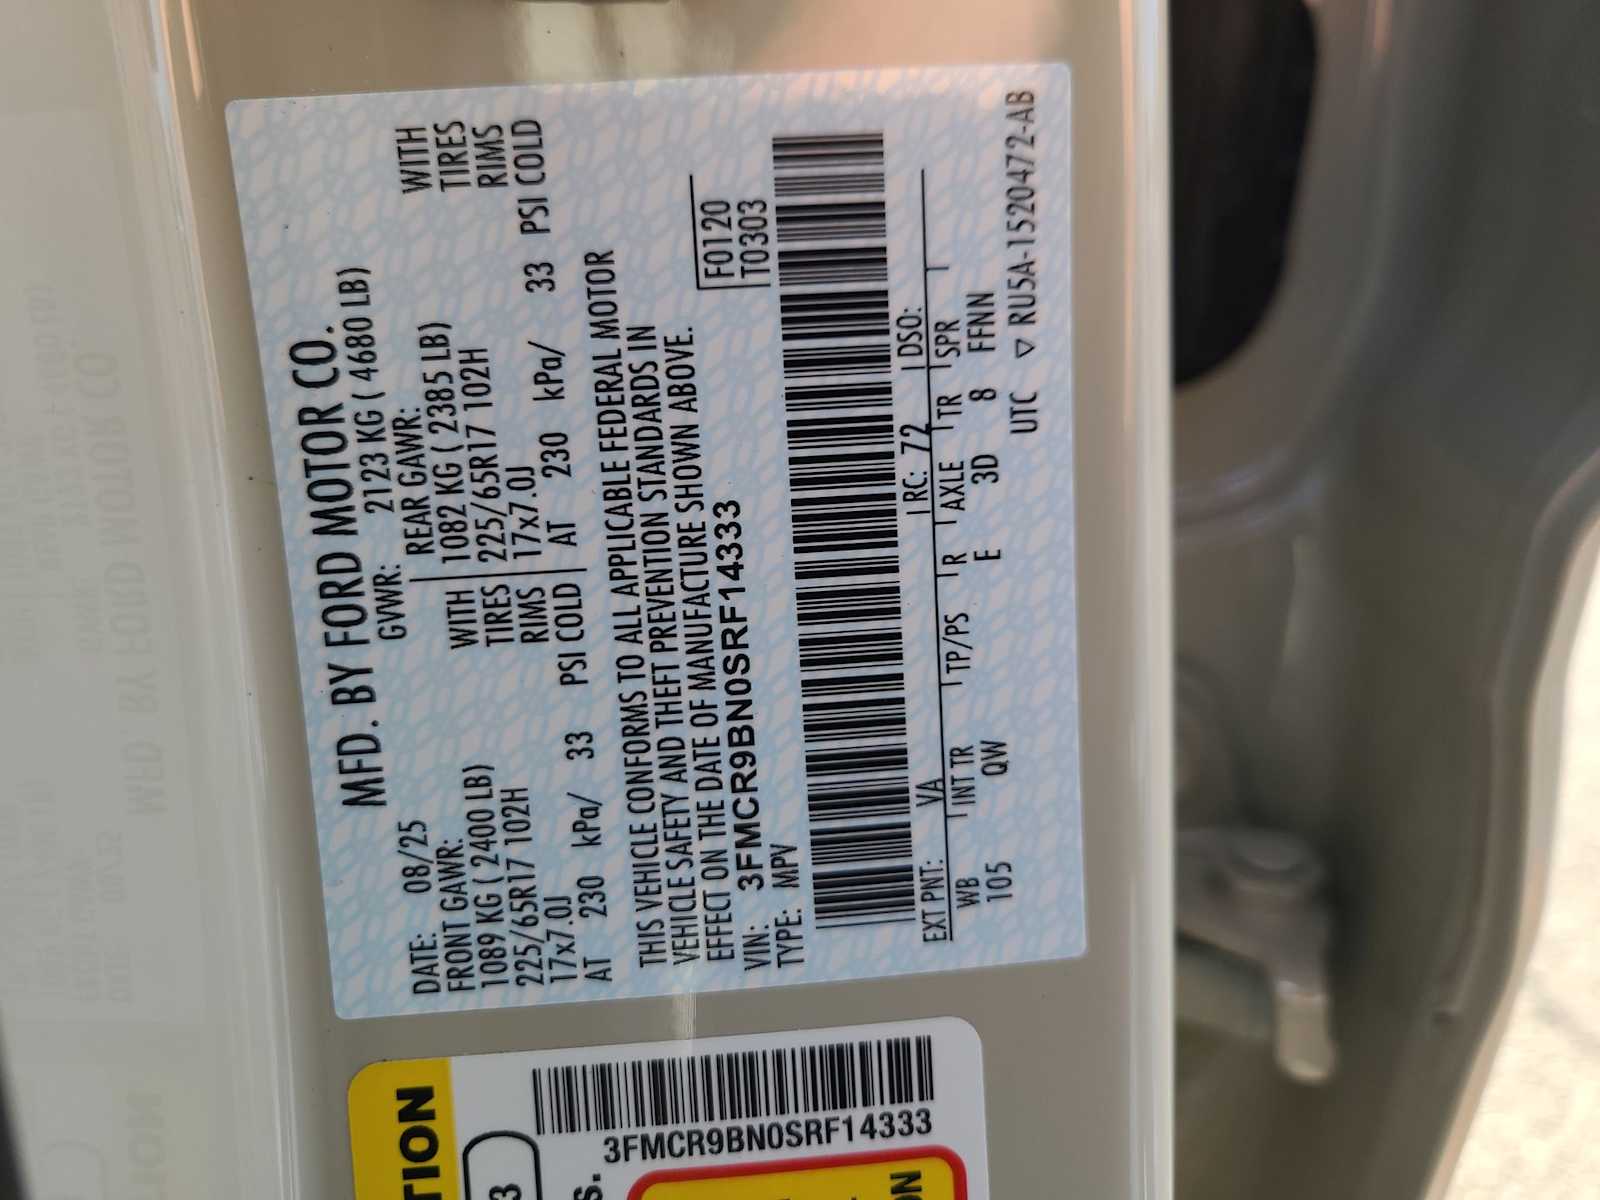 MFD. BY FORD MOTOR CO.
DATE: 08/25 GVWR: 2123 KG ( 4680 LB)
FRONT GAWR: REAR GAWR:
1089 KG ( 2400 LB) WITH 1082 KG ( 2385 LB) WITH
225/65R17 102H TIRES 225/65R17 102H TIRES
17x7.0J RIMS 17x7.0J RIMS
AT 230 kPa/ 33 PSI COLD AT 230 kPa/ 33 PSI COLD
THIS VEHICLE CONFORMS TO ALL APPLICABLE FEDERAL MOTOR
VEHICLE SAFETY AND THEFT PREVENTION STANDARDS IN
EFFECT ON THE DATE OF MANUFACTURE SHOWN ABOVE.
VIN: 3FMCR9BN0SRF14333 F0120
TYPE: MPV T0303
EXT PNT: VA RC: 72 DSO:
WB INT TR TP/PS R AXLE TR SPR
105 QW E 3D 8 FFNN
UTC ▽ RU5A-1520472-AB
3FMCR9BN0SRF14333